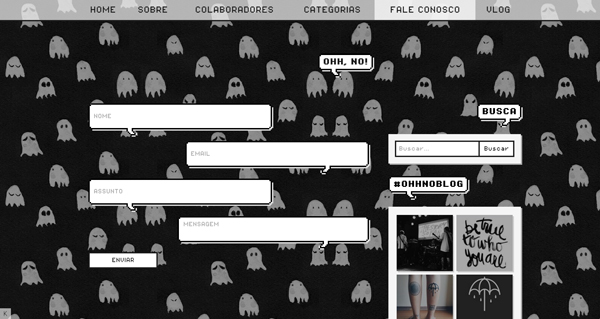 HOME SOBRE COLABORADORES CATEGORIAS FALE CONOSCO VLOG
OHH, NO!
NOME
EMAIL
ASSUNTO
MENSAGEM
ENVIAR
BUSCA
Buscar... Buscar
#OHHNOBLOG
be true
to who
you are